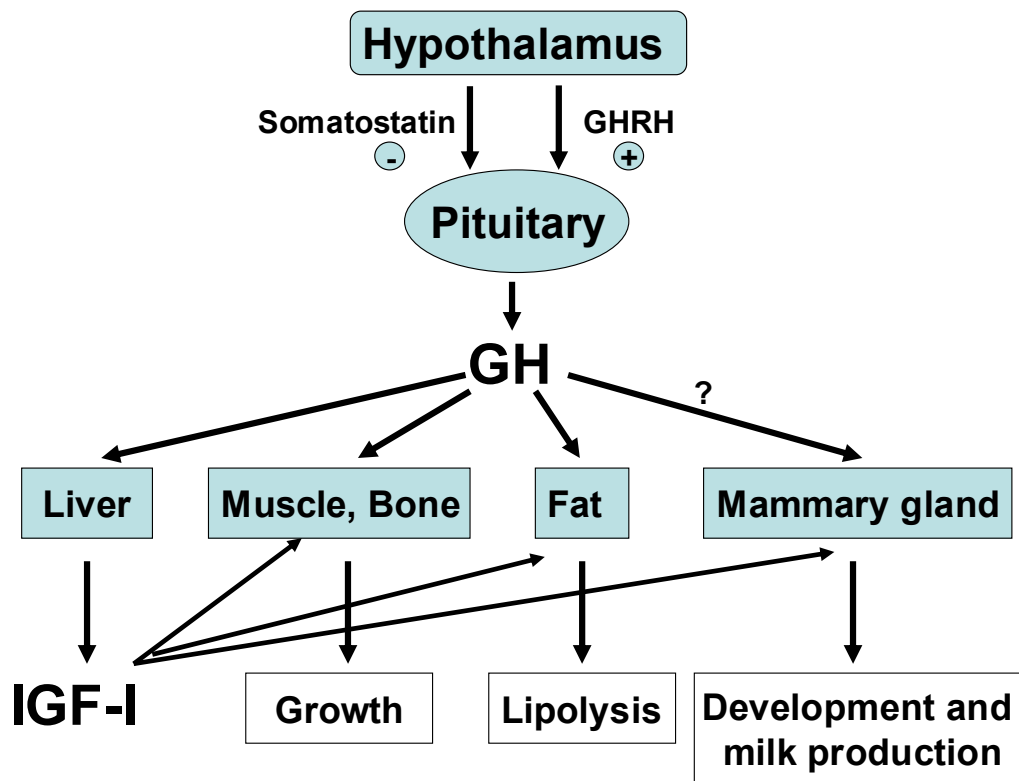 Hypothalamus
Somatostatin
GHRH
-
+
Pituitary
GH
?
Liver
Muscle, Bone
Fat
Mammary gland
IGF-I
Growth
Lipolysis
Development and
milk production